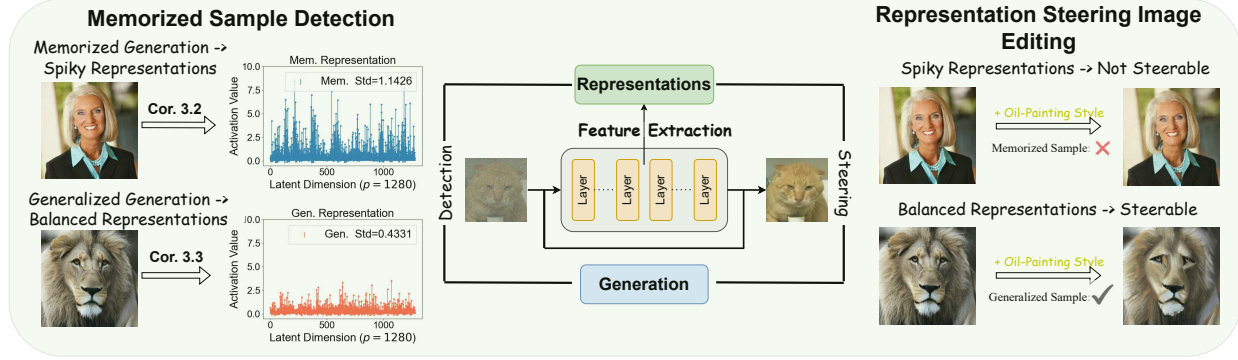 Memorized Sample Detection
Memorized Generation ->
Spiky Representations
Cor. 3.2
Mem. Representation
Mem. Std=1.1426
Activation Value
10.0
7.5
5.0
2.5
0.0
0
500
1000
Latent Dimension (p = 1280)
Generalized Generation ->
Balanced Representations
Cor. 3.3
Gen. Representation
Gen. Std=0.4331
Activation Value
10.0
7.5
5.0
2.5
0.0
0
500
1000
Latent Dimension (p = 1280)
Representations
Feature Extraction
Detection
Layer
Layer
Layer
Layer
Steering
Generation
Representation Steering Image
Editing
Spiky Representations -> Not Steerable
+ Oil-Painting Style
Memorized Sample:
Balanced Representations -> Steerable
+ Oil-Painting Style
Generalized Sample: